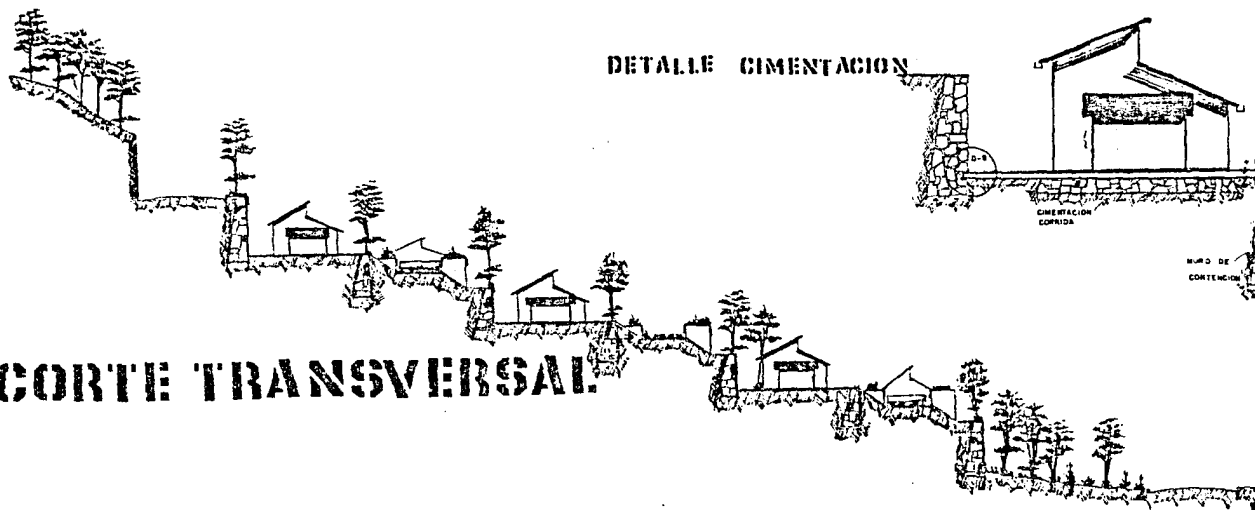 DETALLE CIMENTACION
CIMENTACION
CORRIDA
MURO DE
CONTENCION
CORTE TRANSVERSAL